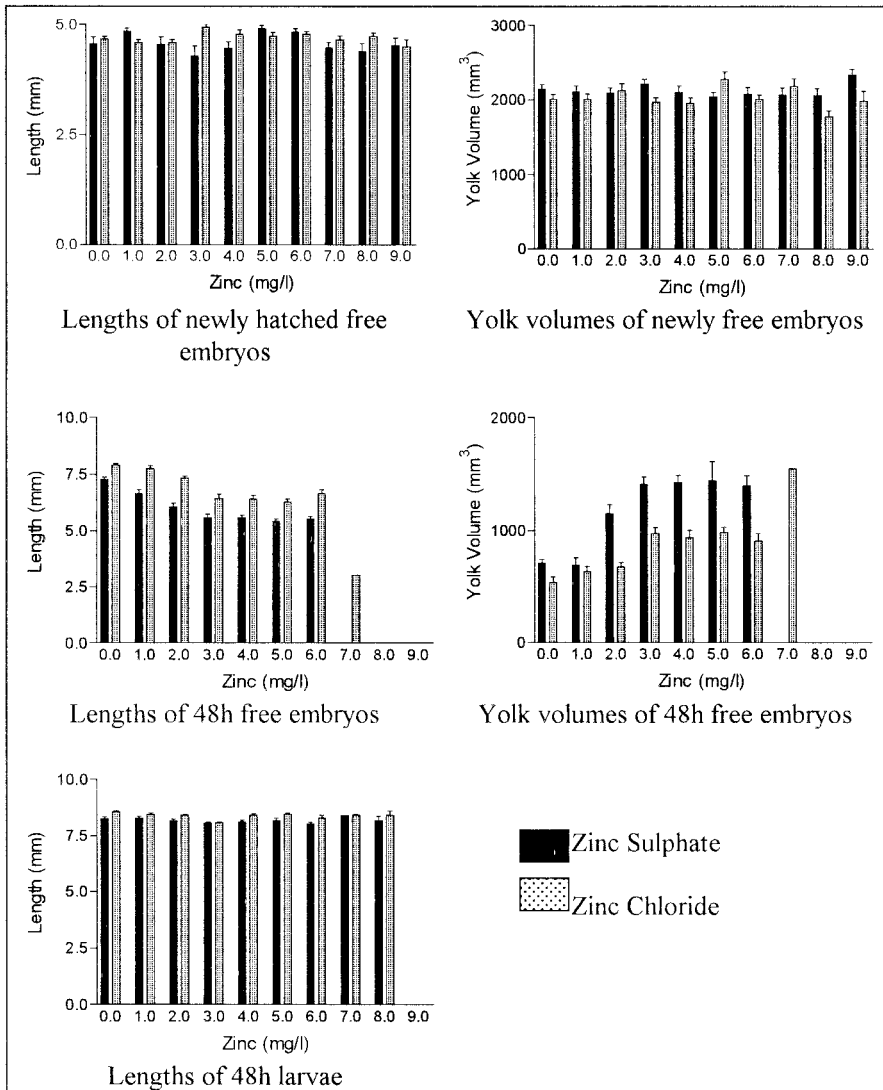 Length (mm)
5.0
2.5
0.0
0.0 1.0 2.0 3.0 4.0 5.0 6.0 7.0 8.0 9.0
Zinc (mg/l)
Lengths of newly hatched free
embryos
Yolk Volume (mm³)
3000
2000
1000
0
0.0 1.0 2.0 3.0 4.0 5.0 6.0 7.0 8.0 9.0
Zinc (mg/l)
Yolk volumes of newly free embryos
Length (mm)
10.0
7.5
5.0
2.5
0.0
0.0 1.0 2.0 3.0 4.0 5.0 6.0 7.0 8.0 9.0
Zinc (mg/l)
Lengths of 48h free embryos
Yolk Volume (mm³)
2000
1000
0
0.0 1.0 2.0 3.0 4.0 5.0 6.0 7.0 8.0 9.0
Zinc (mg/l)
Yolk volumes of 48h free embryos
Length (mm)
10.0
7.5
5.0
2.5
0.0
0.0 1.0 2.0 3.0 4.0 5.0 6.0 7.0 8.0 9.0
Zinc (mg/l)
Lengths of 48h larvae
Zinc Sulphate
Zinc Chloride